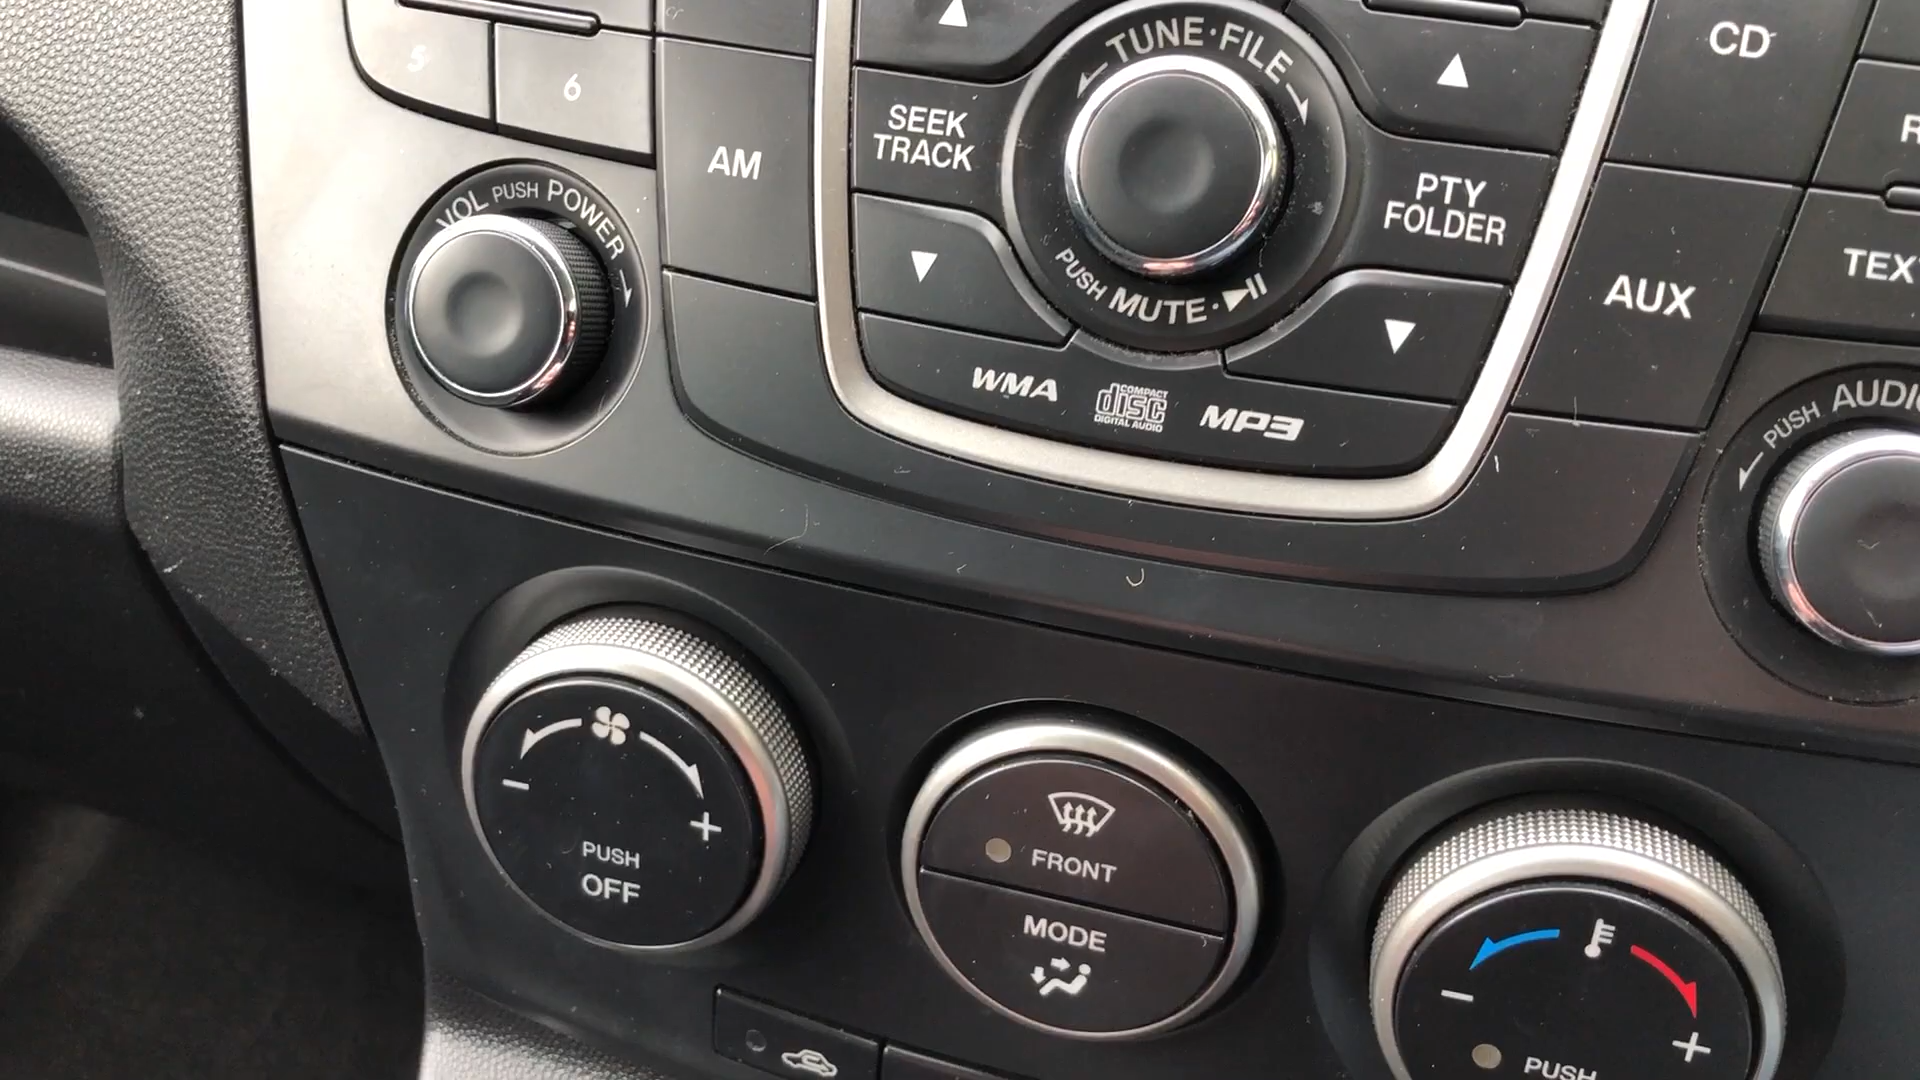 5
6
AM
VOL PUSH POWER
SEEK
TRACK
TUNE·FILE
PUSH MUTE·
PTY
FOLDER
CD
AUX
TEXT
WMA
COMPACT
disc
DIGITAL AUDIO
MP3
PUSH AUDIO
PUSH
OFF
FRONT
MODE
PUSH